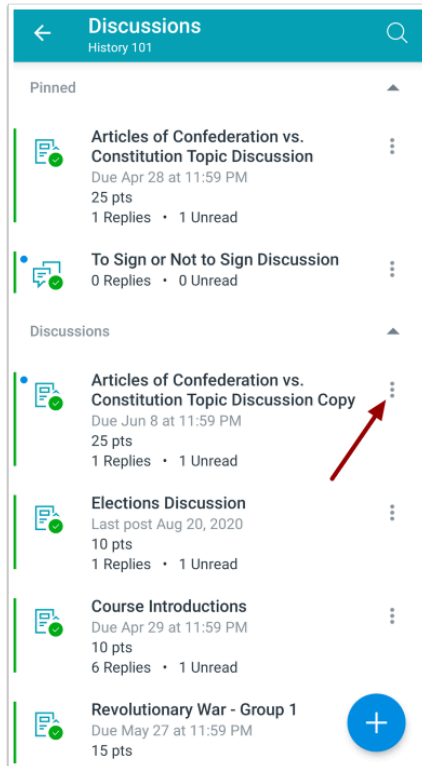 Discussions
History 101
Pinned
Articles of Confederation vs.
Constitution Topic Discussion
Due Apr 28 at 11:59 PM
25 pts
1 Replies • 1 Unread
To Sign or Not to Sign Discussion
0 Replies • 0 Unread
Discussions
Articles of Confederation vs.
Constitution Topic Discussion Copy
Due Jun 8 at 11:59 PM
25 pts
1 Replies • 1 Unread
Elections Discussion
Last post Aug 20, 2020
10 pts
1 Replies • 1 Unread
Course Introductions
Due Apr 29 at 11:59 PM
10 pts
6 Replies • 1 Unread
Revolutionary War - Group 1
Due May 27 at 11:59 PM
15 pts